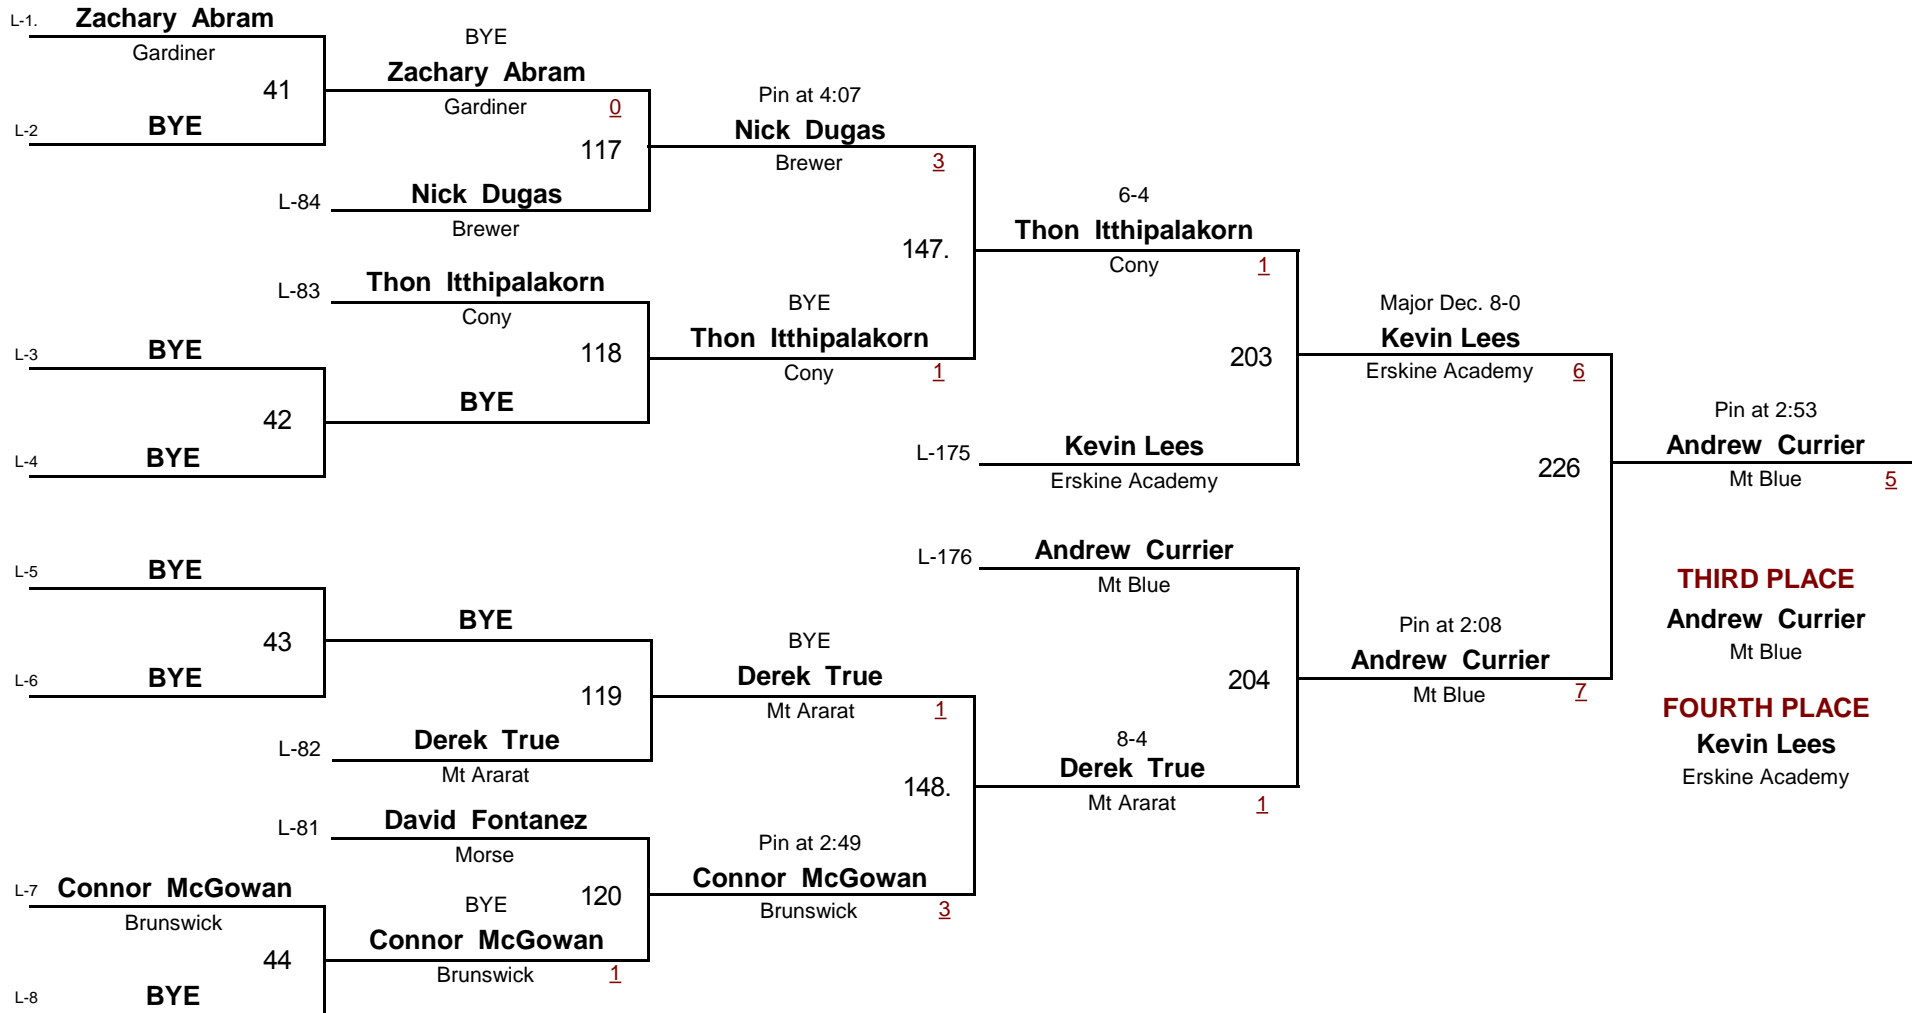 L-1.
Zachary Abram
Gardiner
41
L-2
BYE
BYE
Zachary Abram
Gardiner
0
117
L-84
Nick Dugas
Brewer
Pin at 4:07
Nick Dugas
Brewer
3
L-83
Thon Itthipalakorn
Cony
118
L-3
BYE
42
BYE
L-4
BYE
BYE
Thon Itthipalakorn
Cony
1
147.
6-4
Thon Itthipalakorn
Cony
1
203
L-175
Kevin Lees
Erskine Academy
Major Dec. 8-0
Kevin Lees
Erskine Academy
6
226
Pin at 2:53
Andrew Currier
Mt Blue
5
L-5
BYE
43
BYE
L-6
BYE
119
L-82
Derek True
Mt Ararat
BYE
Derek True
Mt Ararat
1
148.
L-81
David Fontanez
Morse
120
L-7
Connor McGowan
Brunswick
44
L-8
BYE
BYE
Connor McGowan
Brunswick
1
Pin at 2:49
Connor McGowan
Brunswick
3
L-176
Andrew Currier
Mt Blue
204
8-4
Derek True
Mt Ararat
1
Pin at 2:08
Andrew Currier
Mt Blue
7
THIRD PLACE
Andrew Currier
Mt Blue
FOURTH PLACE
Kevin Lees
Erskine Academy